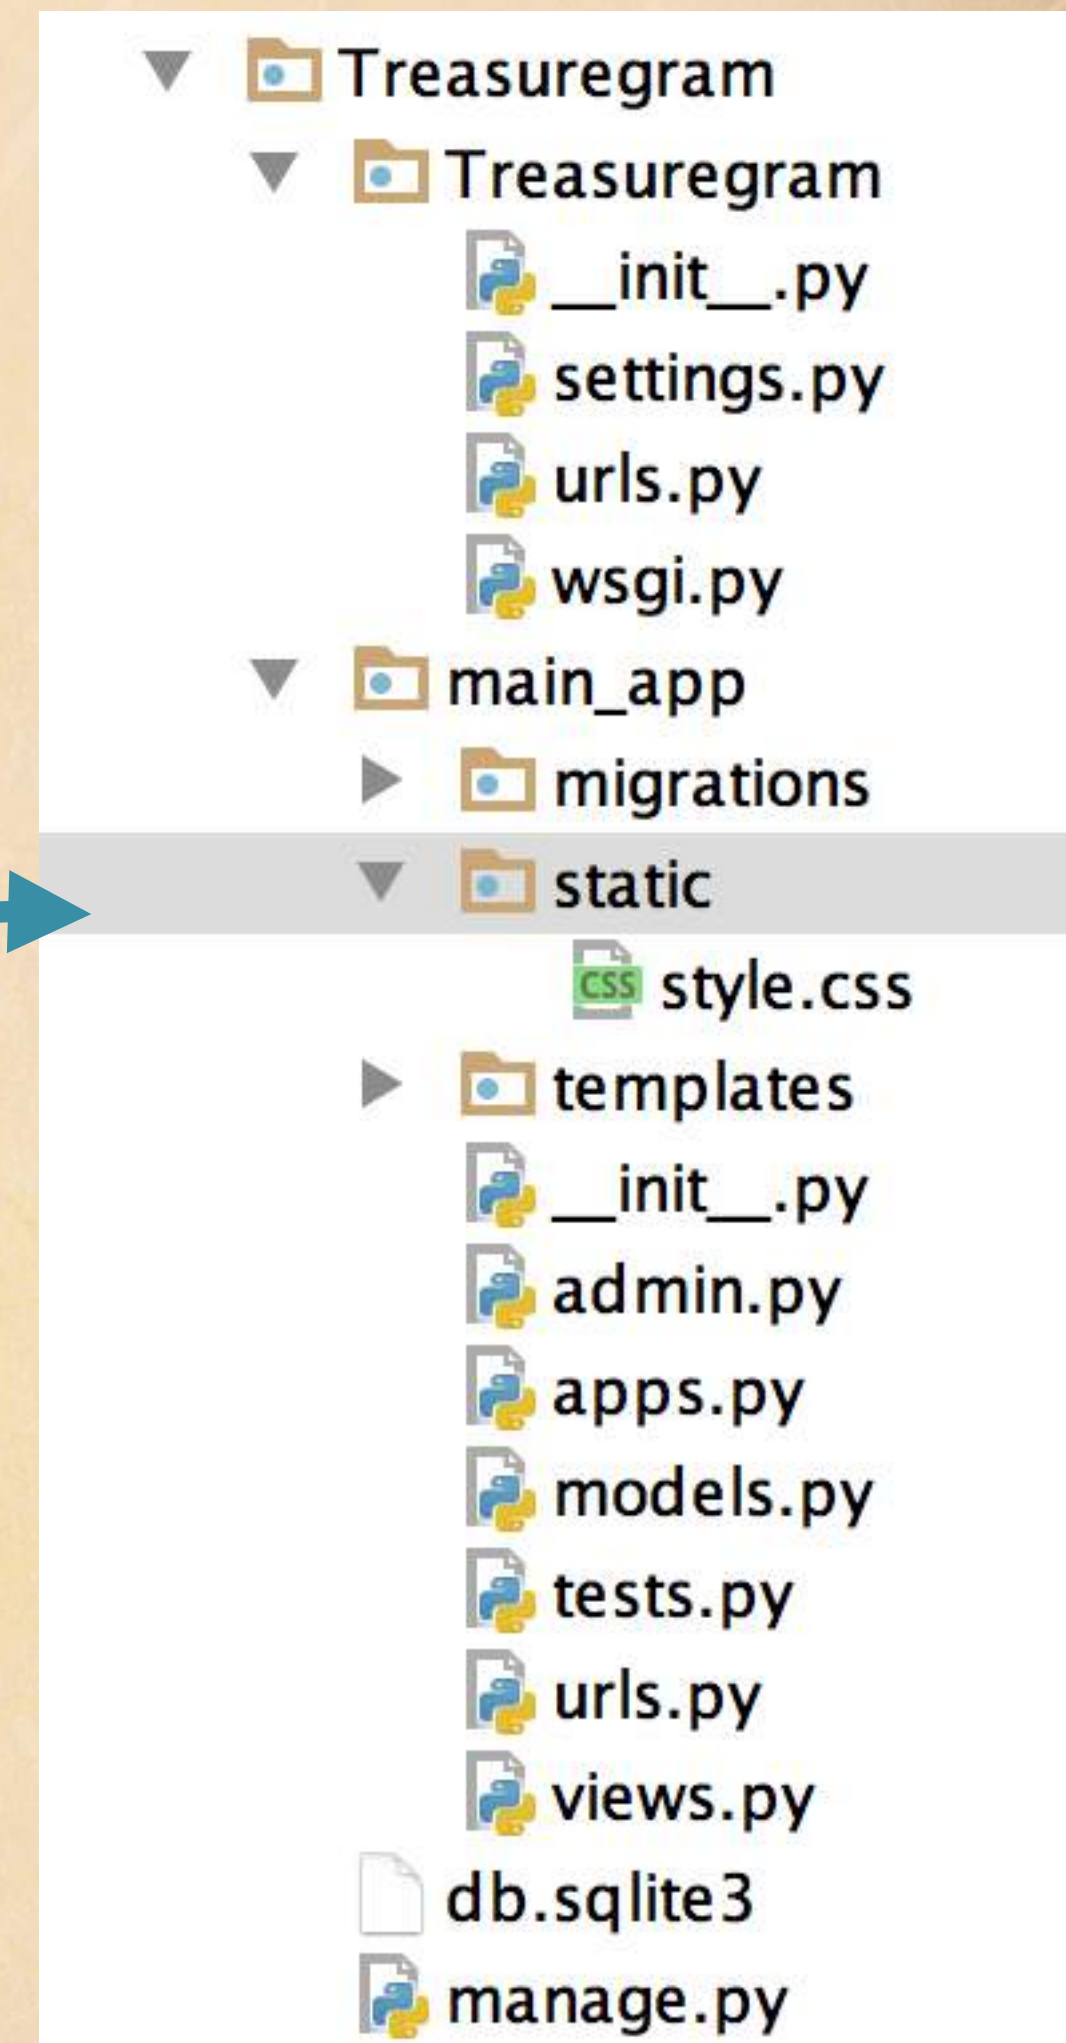 Treasuregram
Treasuregram
__init__.py
settings.py
urls.py
wsgi.py
main_app
migrations
static
css style.css
templates
__init__.py
admin.py
apps.py
models.py
tests.py
urls.py
views.py
db.sqlite3
manage.py